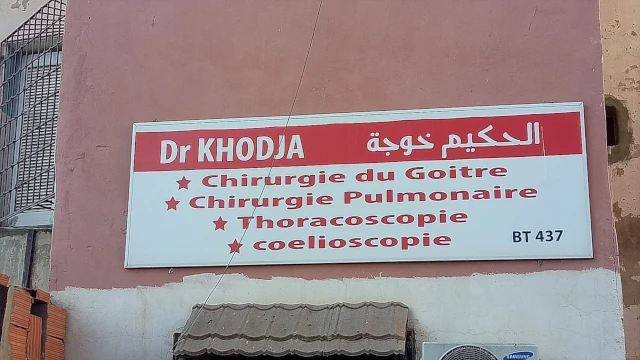 Dr KHODJA الحكيم خوجة
★ Chirurgie du Goitre
★ Chirurgie Pulmonaire
★ Thoracoscopie
★ coelioscopie
BT 437
SAMSUNG